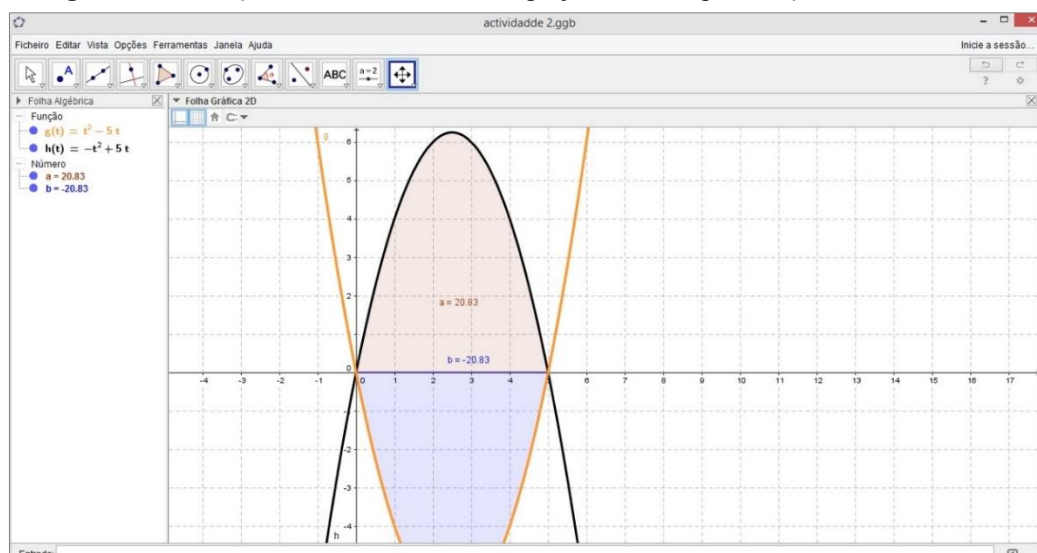 actividadde 2.ggb
Ficheiro Editar Vista Opções Ferramentas Janela Ajuda
Inicie a sessão...
ABC
a=2
Folha Algébrica
Folha Gráfica 2D
Função
g(t) = t² − 5 t
h(t) = −t² + 5 t
Número
a = 20.83
b = -20.83
g
6
5
4
3
2
1
0
a = 20.83
b = -20.83
-4 -3 -2 -1 0 1 2 3 4 5 6 7 8 9 10 11 12 13 14 15 16 17
-2
-3
-4
h